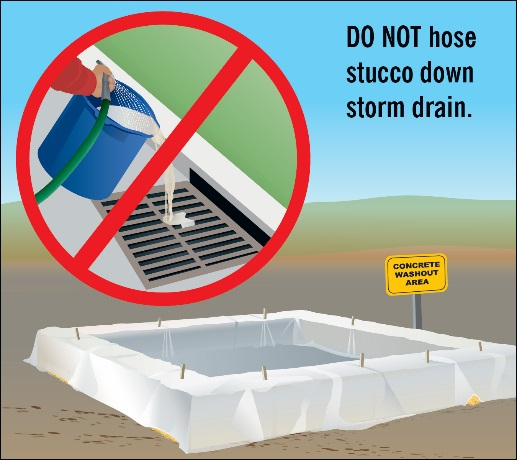 DO NOT hose
stucco down
storm drain.
CONCRETE
WASHOUT
AREA